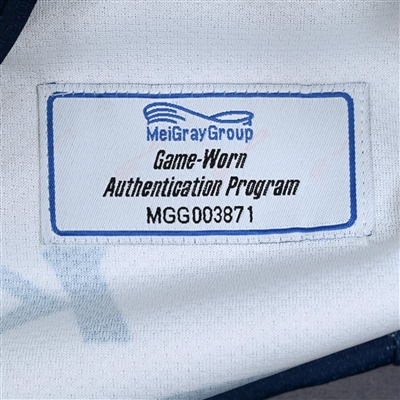 MeiGrayGroup
Game-Worn
Authentication Program
MGG003871